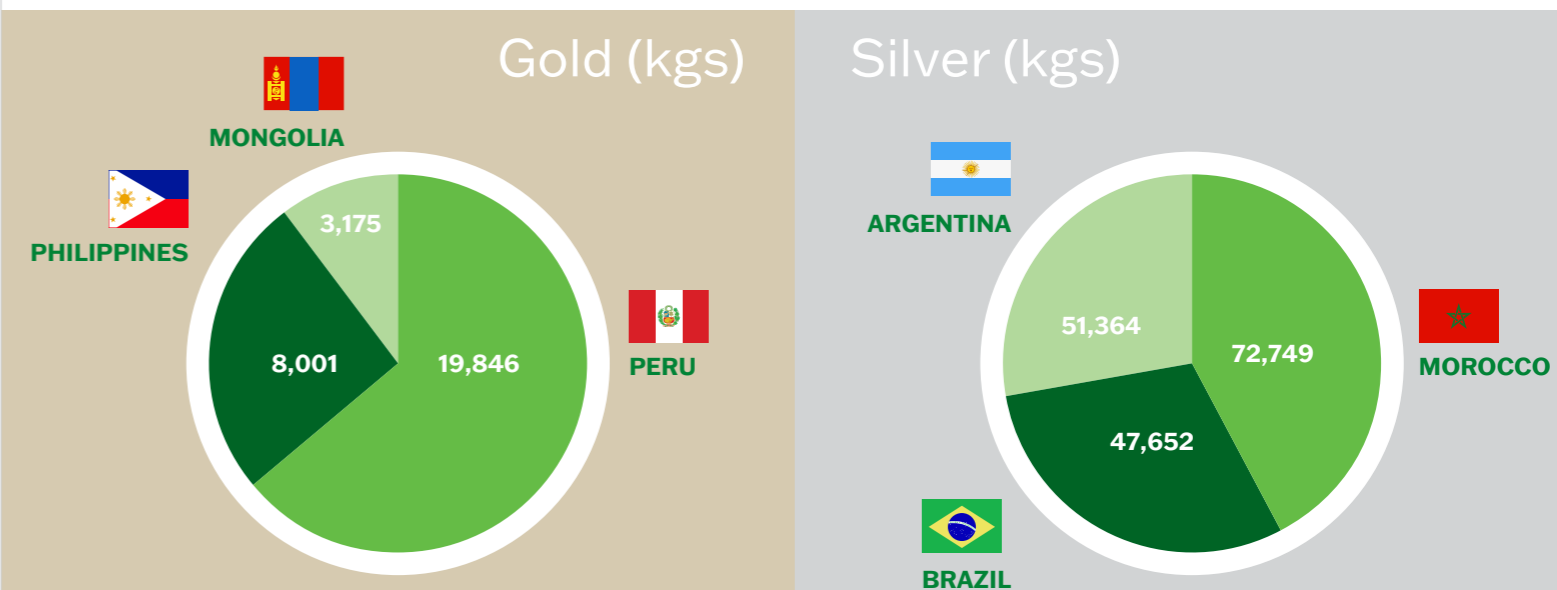 Gold (kgs)
MONGOLIA
PHILIPPINES
3,175
8,001
19,846
PERU
Silver (kgs)
ARGENTINA
51,364
72,749
MOROCCO
47,652
BRAZIL